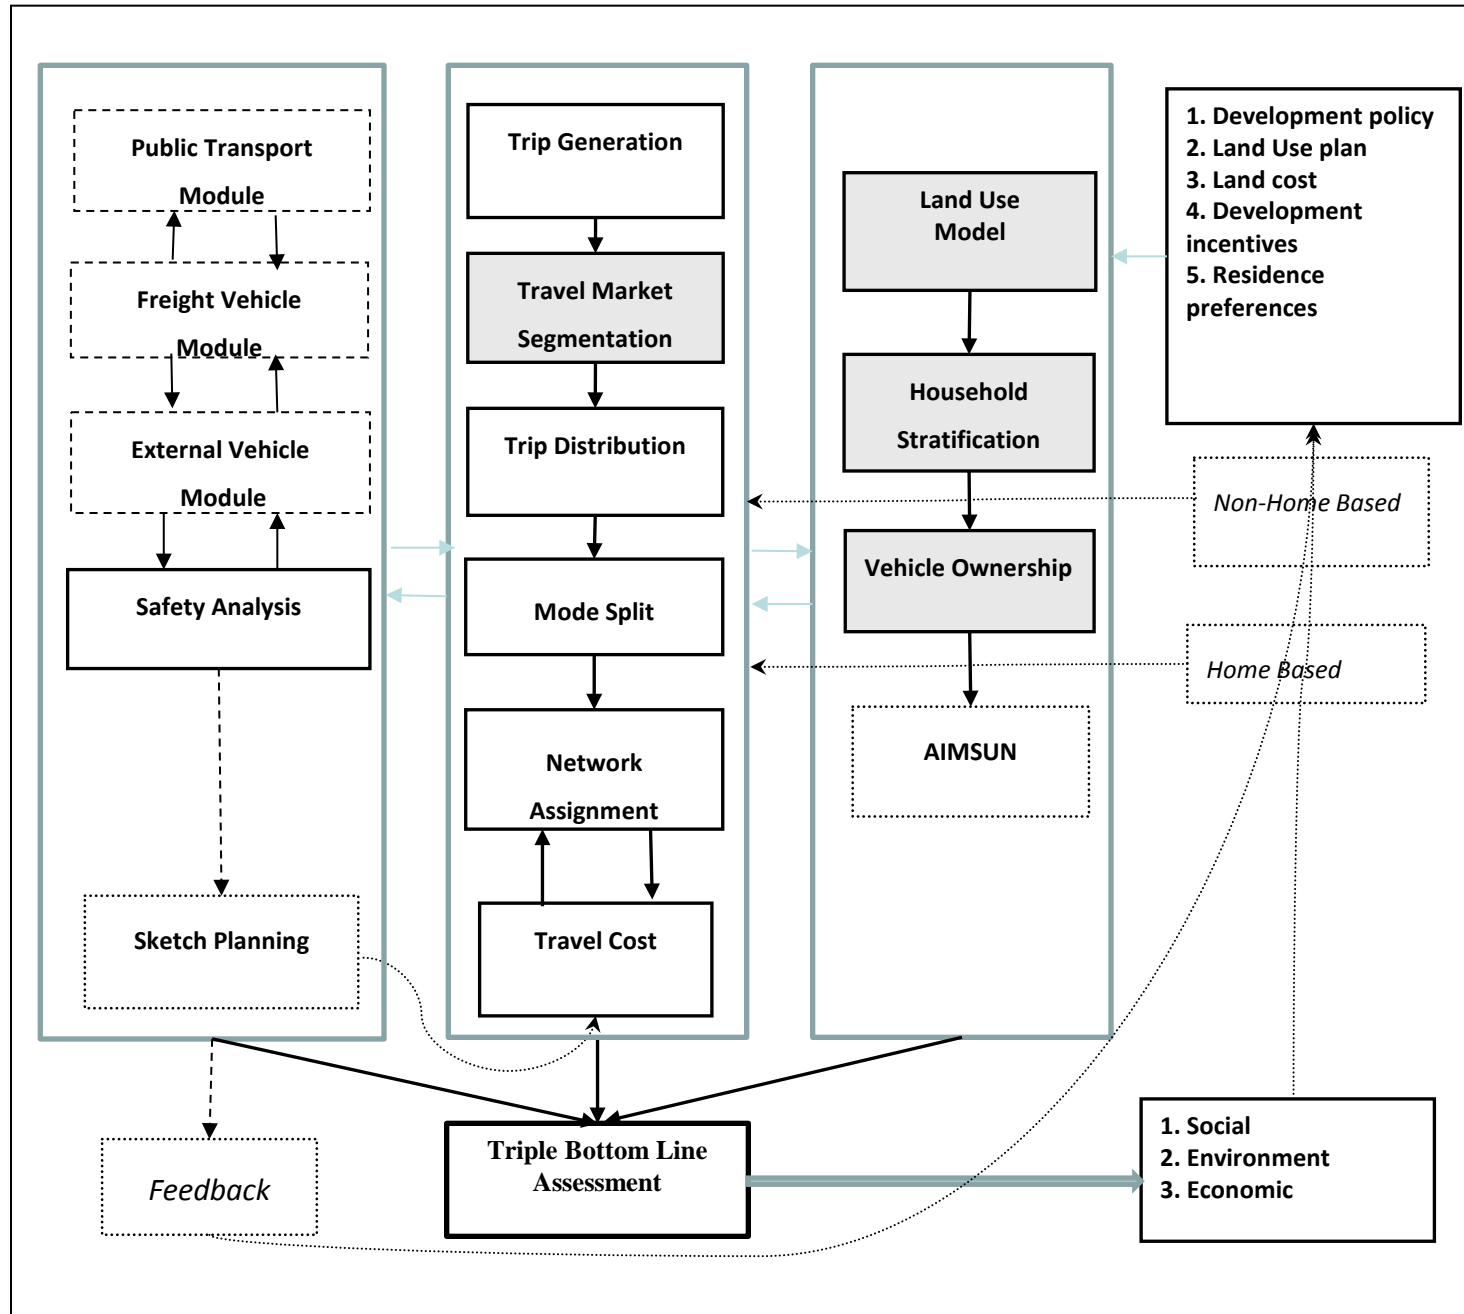 Public Transport
Module
Freight Vehicle
Module
External Vehicle
Module
Safety Analysis
Sketch Planning
Feedback
Trip Generation
Travel Market
Segmentation
Trip Distribution
Mode Split
Network
Assignment
Travel Cost
Triple Bottom Line
Assessment
Land Use
Model
Household
Stratification
Vehicle Ownership
AIMSUN
1. Development policy
2. Land Use plan
3. Land cost
4. Development
incentives
5. Residence
preferences
Non-Home Based
Home Based
1. Social
2. Environment
3. Economic